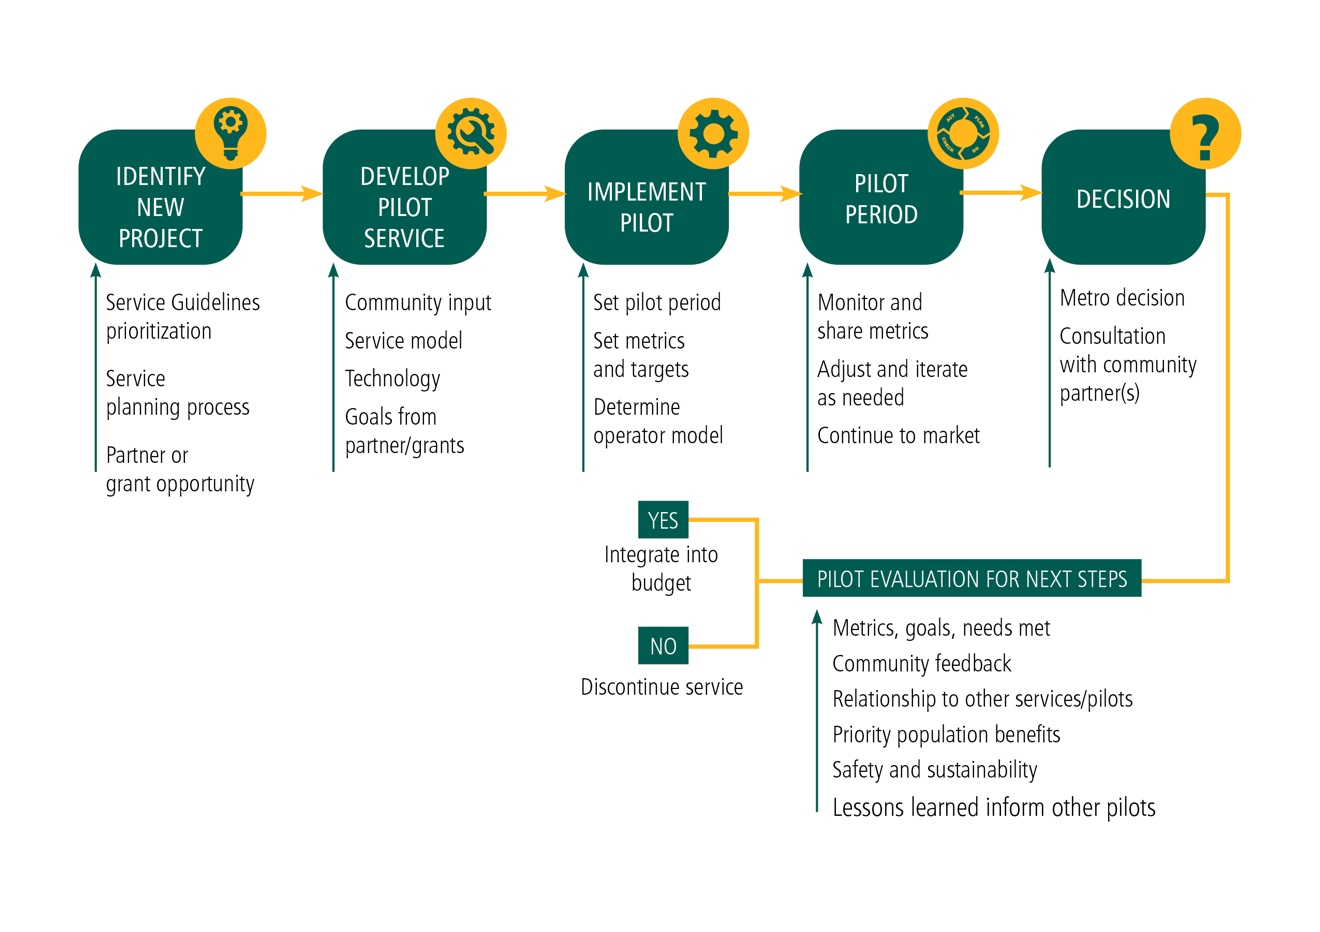 IDENTIFY
NEW
PROJECT
DEVELOP
PILOT
SERVICE
IMPLEMENT
PILOT
PILOT
PERIOD
ACT
PLAN
DO
CHECK
DECISION
?
Service Guidelines
prioritization
Service
planning process
Partner or
grant opportunity
Community input
Service model
Technology
Goals from
partner/grants
Set pilot period
Set metrics
and targets
Determine
operator model
Monitor and
share metrics
Adjust and iterate
as needed
Continue to market
Metro decision
Consultation
with community
partner(s)
YES
Integrate into
budget
NO
Discontinue service
PILOT EVALUATION FOR NEXT STEPS
Metrics, goals, needs met
Community feedback
Relationship to other services/pilots
Priority population benefits
Safety and sustainability
Lessons learned inform other pilots